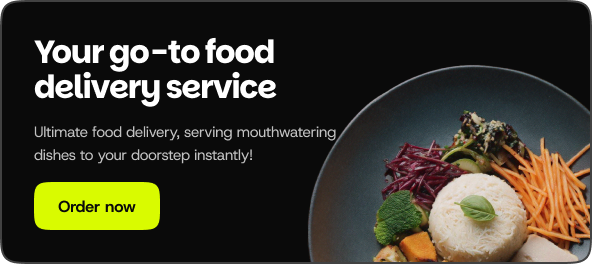 Your go-to food
delivery service
Ultimate food delivery, serving mouthwatering
dishes to your doorstep instantly!
Order now